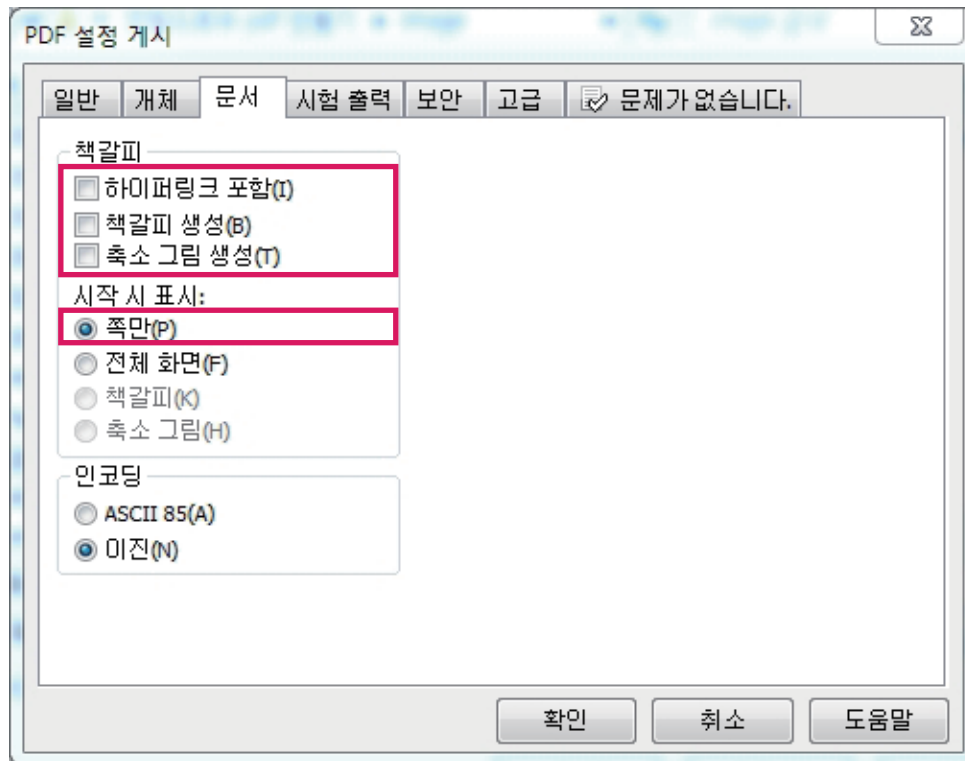 PDF 설정 게시
일반 개체 문서 시험 출력 보안 고급 문제가 없습니다.
책갈피
하이퍼링크 포함(I)
책갈피 생성(B)
축소 그림 생성(T)
시작 시 표시:
쪽만(P)
전체 화면(F)
책갈피(K)
축소 그림(H)
인코딩
ASCII 85(A)
이진(N)
확인 취소 도움말